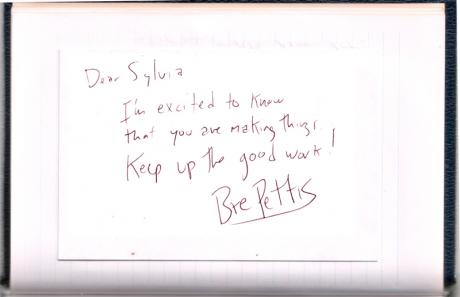 Dear Sylvia
I'm excited to know
that you are making things.
Keep up the good work!
Bre Pettis